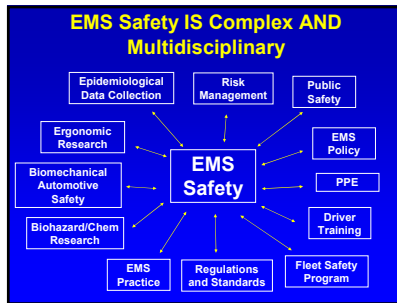 EMS Safety IS Complex AND
Multidisciplinary
Epidemiological
Data Collection
Risk
Management
Public
Safety
Ergonomic
Research
EMS
Policy
EMS
Safety
Biomechanical
Automotive
Safety
PPE
Biohazard/Chem
Research
Driver
Training
EMS
Practice
Regulations
and Standards
Fleet Safety
Program